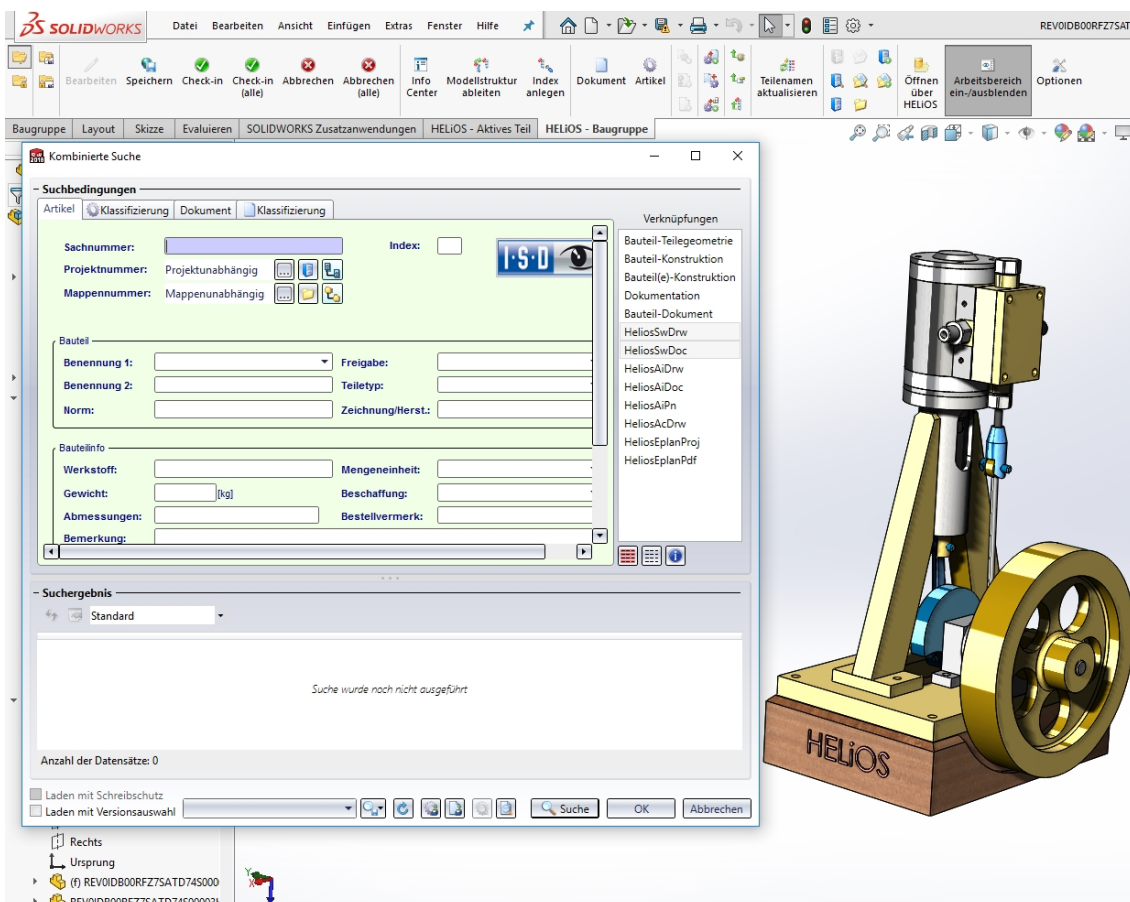 SOLIDWORKS Datei Bearbeiten Ansicht Einfügen Extras Fenster Hilfe REV0IDB00RFZ7SAT
Bearbeiten Speichern Check-in Check-in (alle) Abbrechen Abbrechen (alle) Info Center Modellstruktur ableiten Index anlegen Dokument Artikel Teilenamen aktualisieren Öffnen über HELiOS Arbeitsbereich ein-/ausblenden Optionen
Baugruppe Layout Skizze Evaluieren SOLIDWORKS Zusatzanwendungen HELiOS - Aktives Teil HELiOS - Baugruppe
Kombinierte Suche
- Suchbedingungen
Artikel Klassifizierung Dokument Klassifizierung
Verknüpfungen
Sachnummer: Index: I·S·D
Projektnummer: Projektunabhängig ...
Mappennummer: Mappenunabhängig ...
Bauteil
Benennung 1: Freigabe:
Benennung 2: Teiletyp:
Norm: Zeichnung/Herst.:
Bauteilinfo
Werkstoff: Mengeneinheit:
Gewicht: [kg] Beschaffung:
Abmessungen: Bestellvermerk:
Bemerkung:
Bauteil-Teilegeometrie
Bauteil-Konstruktion
Bauteil(e)-Konstruktion
Dokumentation
Bauteil-Dokument
HeliosSwDrw
HeliosSwDoc
HeliosAiDrw
HeliosAiDoc
HeliosAiPn
HeliosAcDrw
HeliosEplanProj
HeliosEplanPdf
- Suchergebnis
Standard
Suche wurde noch nicht ausgeführt
Anzahl der Datensätze: 0
Laden mit Schreibschutz
Laden mit Versionsauswahl Suche OK Abbrechen
HELiOS
Rechts
Ursprung
(f) REV0IDB00RFZ7SATD74S000
Y
X